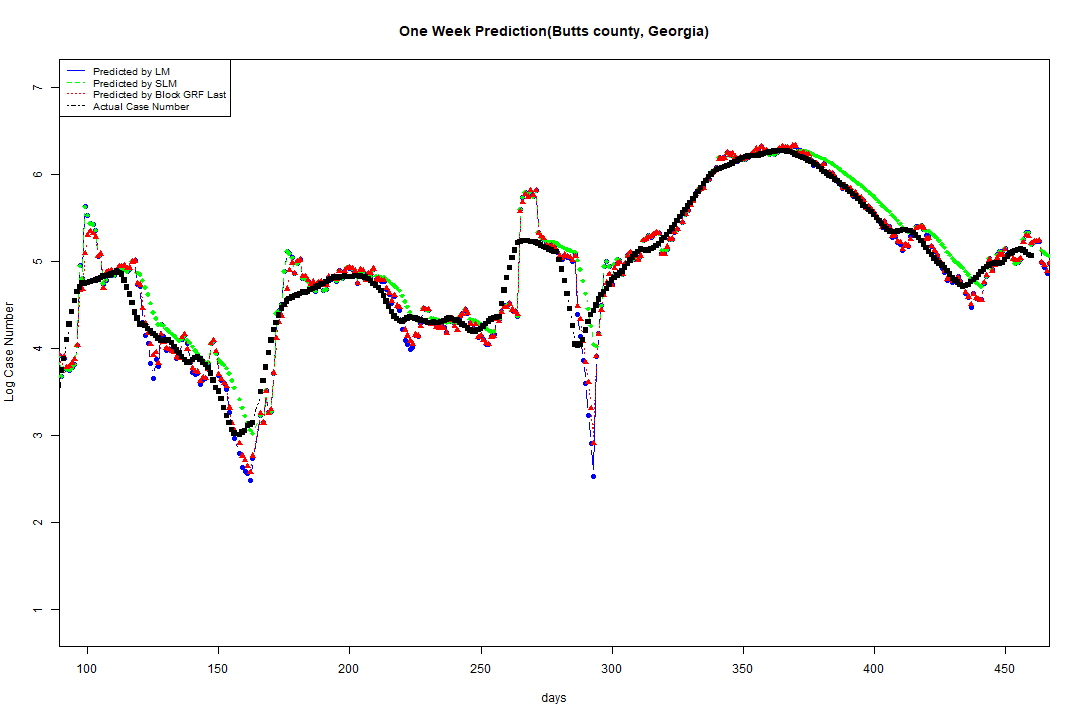 One Week Prediction(Butts county, Georgia)
Predicted by LM
Predicted by SLM
Predicted by Block GRF Last
Actual Case Number
Log Case Number
7
6
5
4
3
2
1
100 150 200 250 300 350 400 450
days